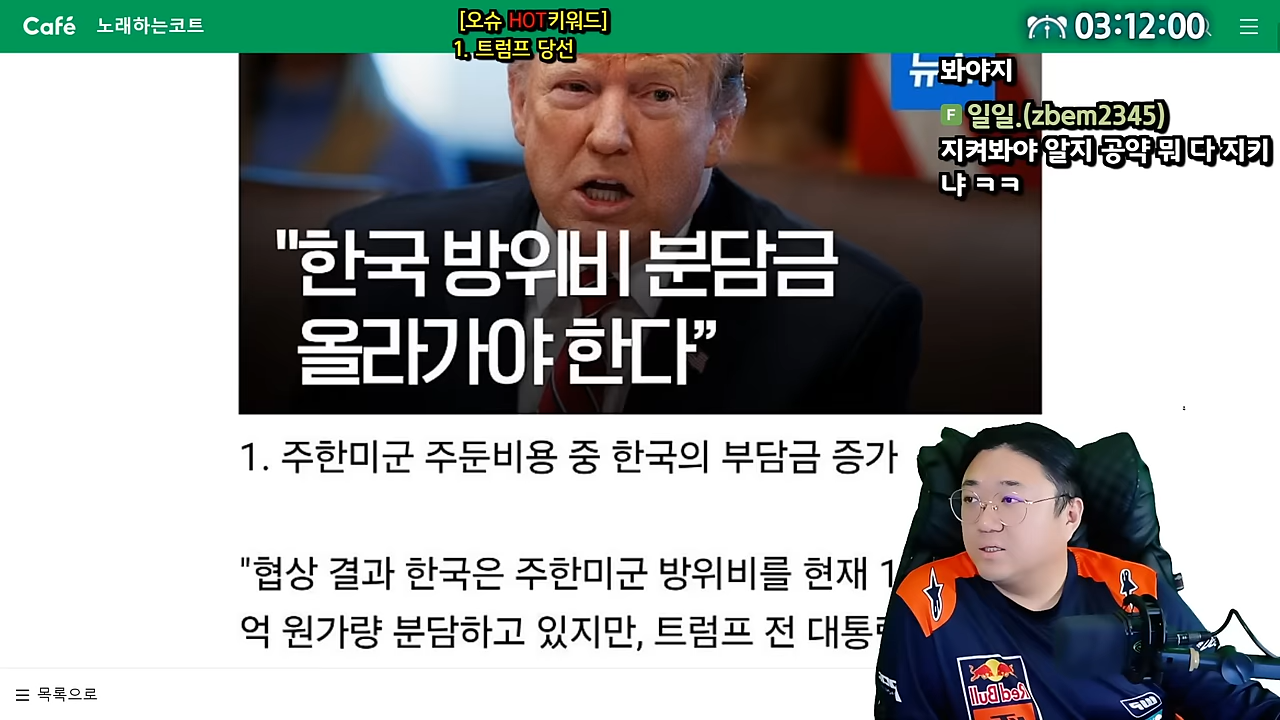 Café 노래하는코트
[오슈 HOT키워드]
1. 트럼프 당선
03:12:00
봐야지
F 일일.(zbem2345)
지켜봐야 알지 공약 뭐 다 지키
냐 ㅋㅋ
"한국 방위비 분담금
올라가야 한다"
1. 주한미군 주둔비용 중 한국의 부담금 증가
"협상 결과 한국은 주한미군 방위비를 현재 1
억 원가량 분담하고 있지만, 트럼프 전 대통
Red Bull
목록으로